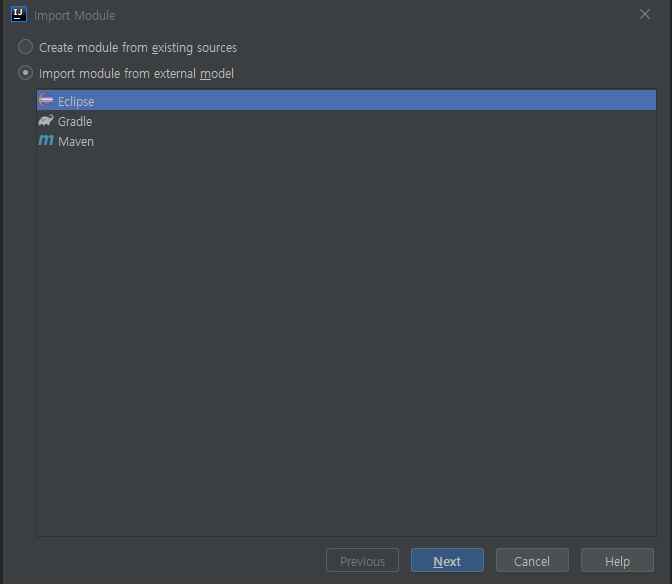 IJ
Import Module
Create module from existing sources
Import module from external model
Eclipse
Gradle
m Maven
Previous
Next
Cancel
Help